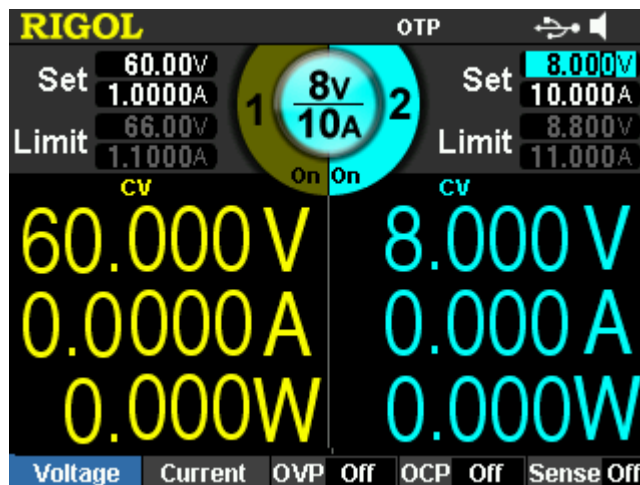 RIGOL OTP
Set 60.00V 1.0000A
Limit 66.00V 1.1000A
1 8V 10A 2
On On
Set 8.000V 10.000A
Limit 8.800V 11.000A
CV CV
60.000 V 8.000 V
0.0000 A 0.000 A
0.000W 0.000W
Voltage Current OVP Off OCP Off Sense Off